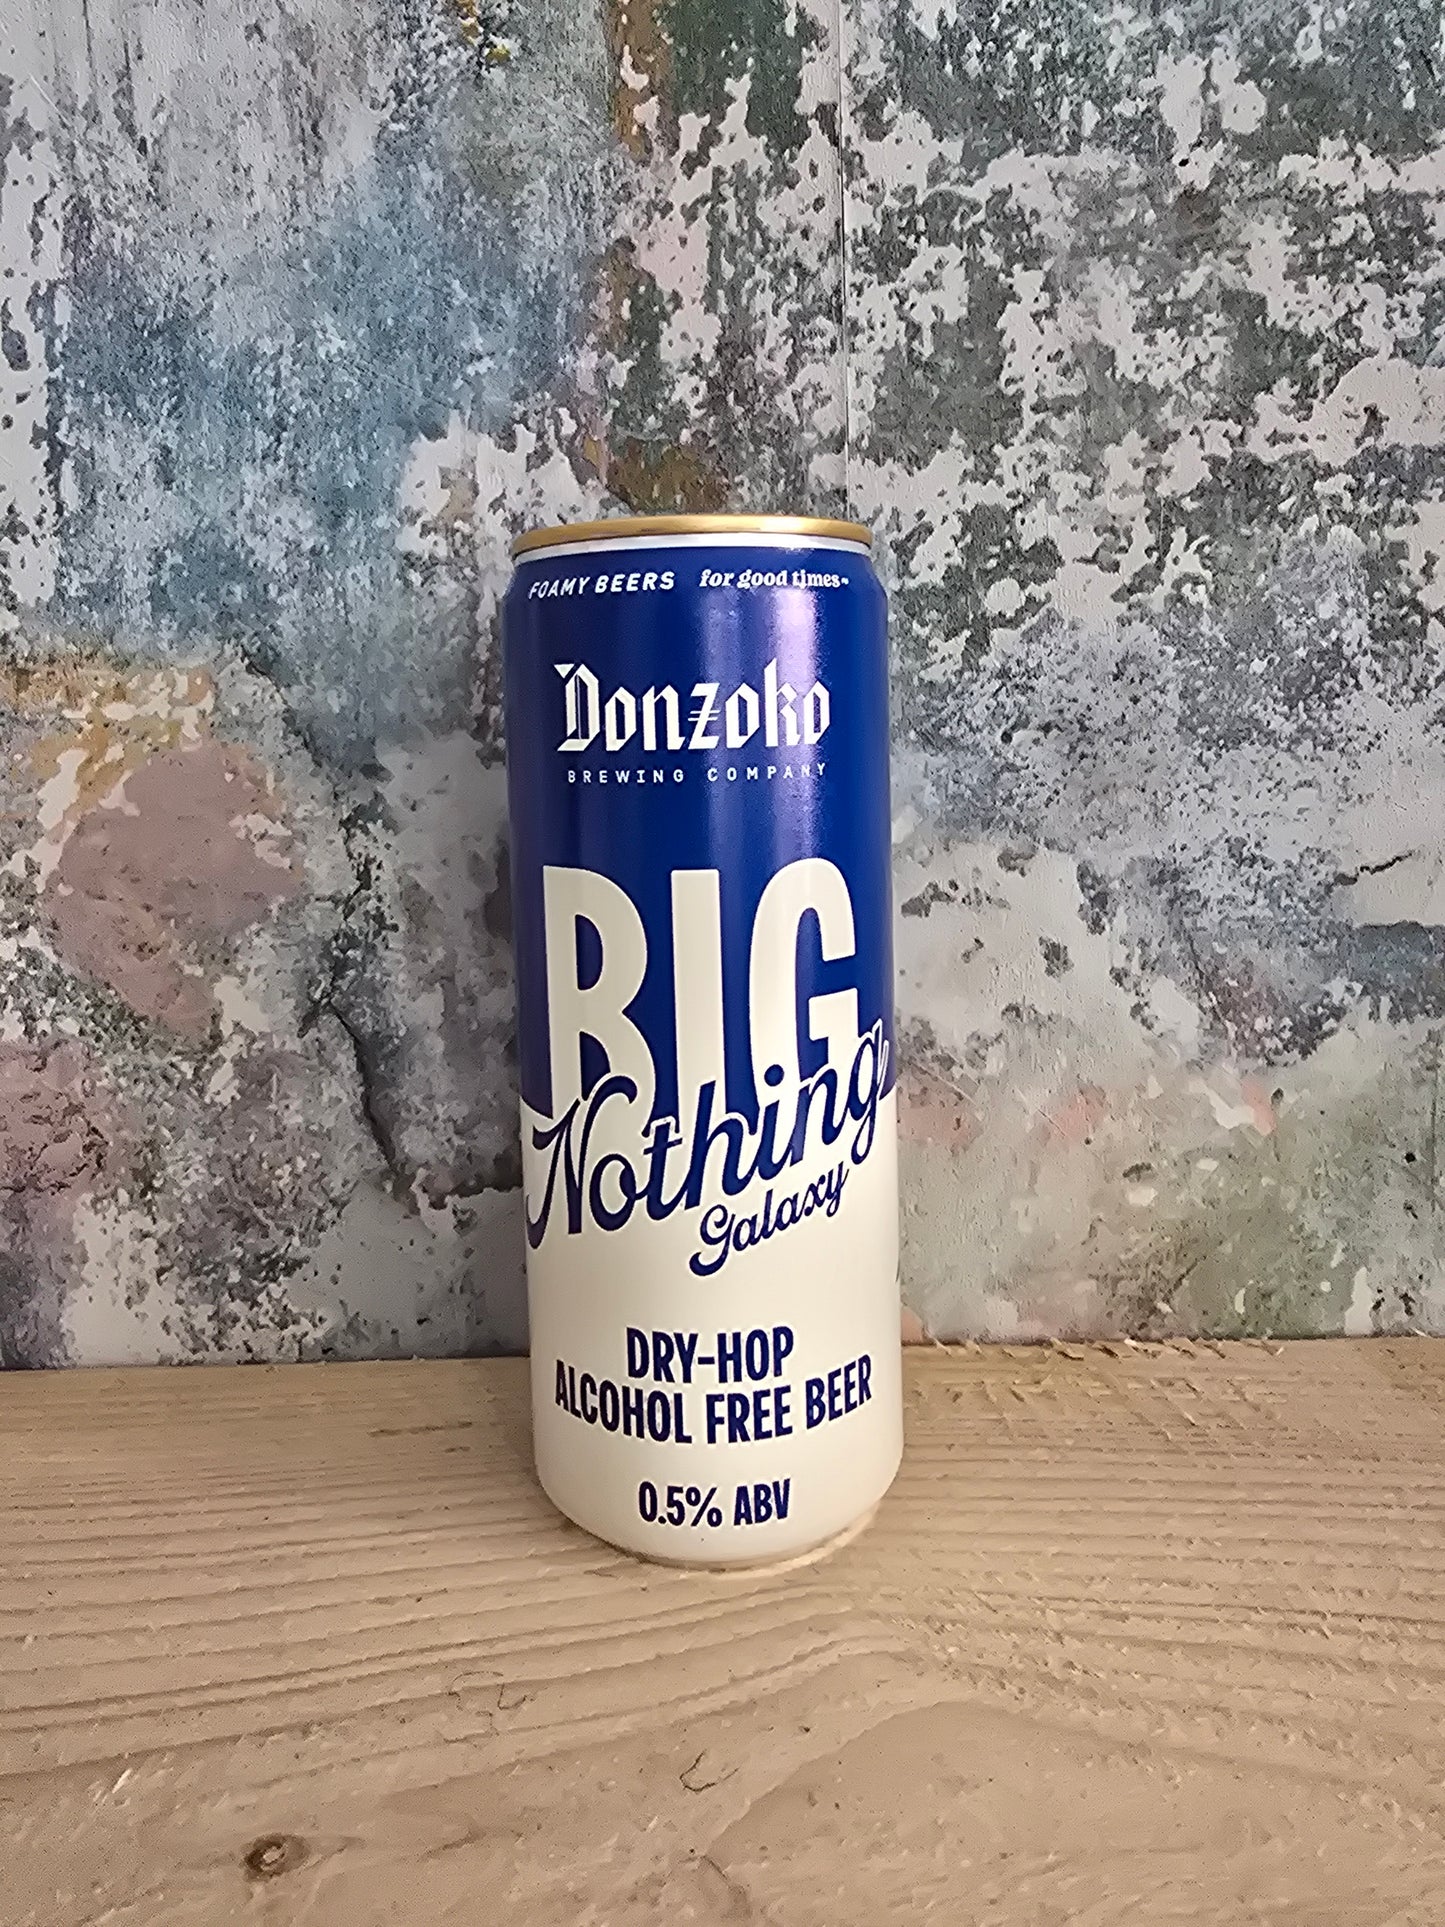 FOAMY BEERS for good times~
Donzoko
BREWING COMPANY
BIG
Nothing
Galaxy
DRY-HOP
ALCOHOL FREE BEER
0.5% ABV